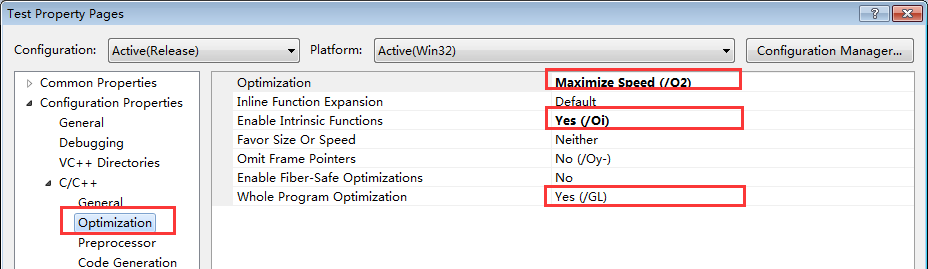 Test Property Pages
Configuration: Active(Release) Platform: Active(Win32) Configuration Manager...
Common Properties
Configuration Properties
General
Debugging
VC++ Directories
C/C++
General
Optimization
Preprocessor
Code Generation
Optimization Maximize Speed (/O2)
Inline Function Expansion Default
Enable Intrinsic Functions Yes (/Oi)
Favor Size Or Speed Neither
Omit Frame Pointers No (/Oy-)
Enable Fiber-Safe Optimizations No
Whole Program Optimization Yes (/GL)